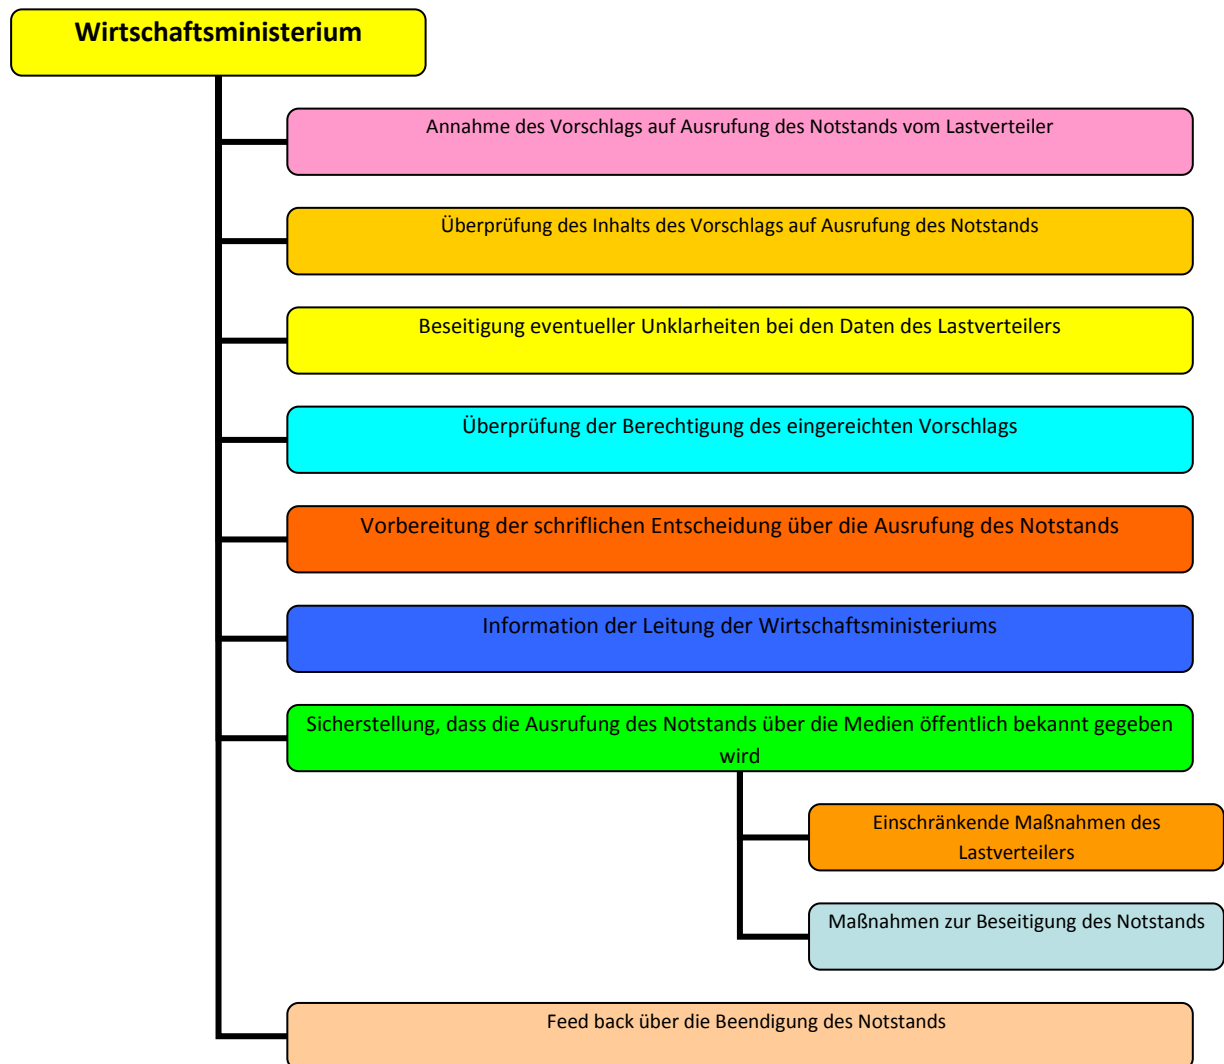 Wirtschaftsministerium
Annahme des Vorschlags auf Ausrufung des Notstands vom Lastverteiler
Überprüfung des Inhalts des Vorschlags auf Ausrufung des Notstands
Beseitigung eventueller Unklarheiten bei den Daten des Lastverteilers
Überprüfung der Berechtigung des eingereichten Vorschlags
Vorbereitung der schriflichen Entscheidung über die Ausrufung des Notstands
Information der Leitung der Wirtschaftsministeriums
Sicherstellung, dass die Ausrufung des Notstands über die Medien öffentlich bekannt gegeben
wird
Einschränkende Maßnahmen des
Lastverteilers
Maßnahmen zur Beseitigung des Notstands
Feed back über die Beendigung des Notstands